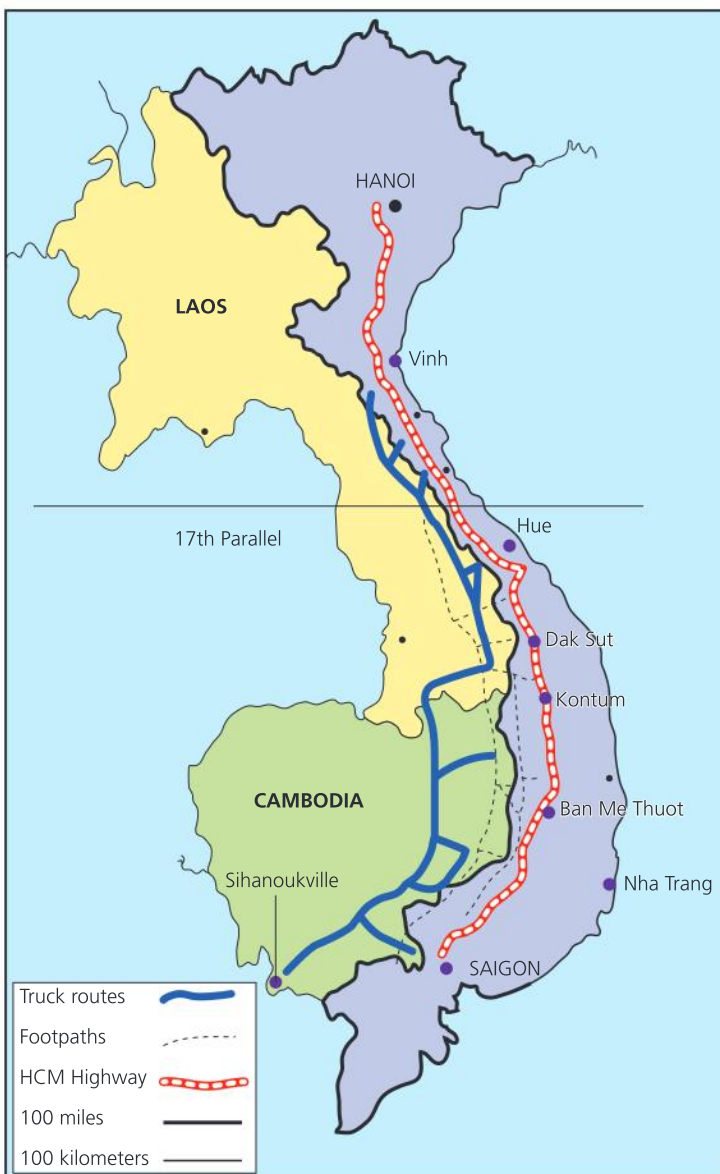 HANOI
LAOS
Vinh
17th Parallel
Hue
Dak Sut
Kontum
CAMBODIA
Ban Me Thuot
Sihanoukville
Nha Trang
SAIGON
Truck routes
Footpaths
HCM Highway
100 miles
100 kilometers